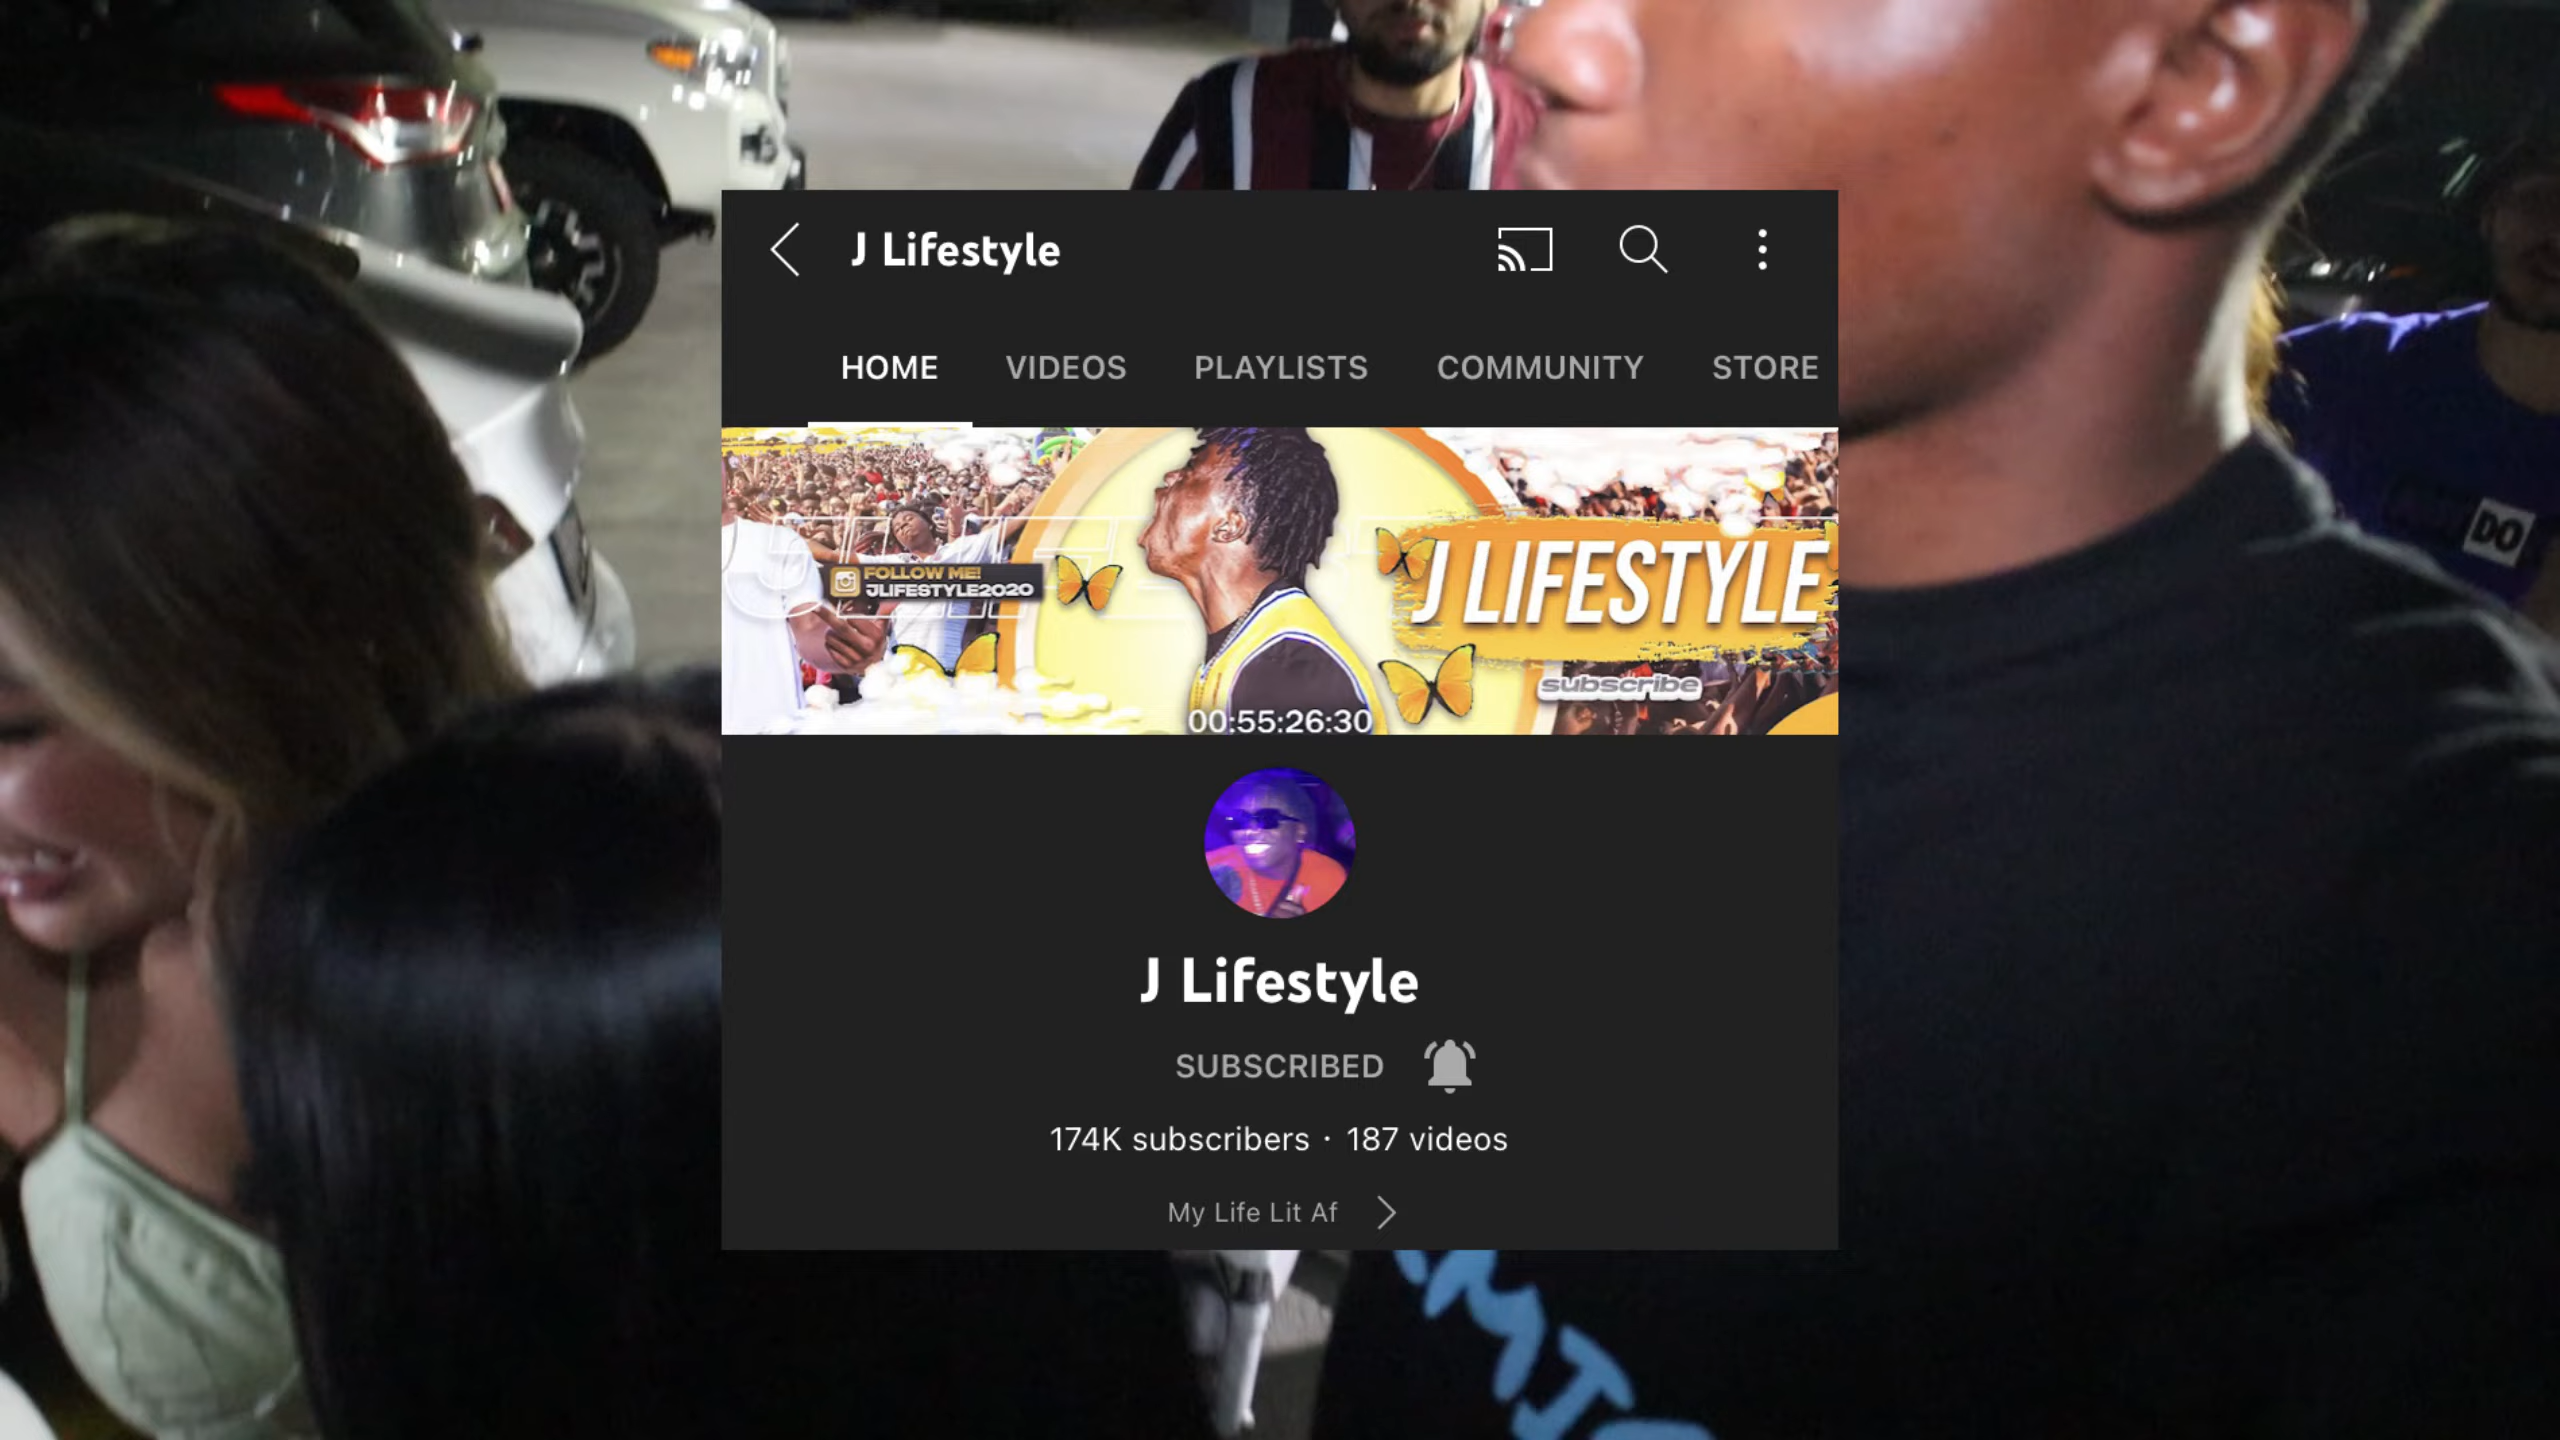 J Lifestyle
HOME VIDEOS PLAYLISTS COMMUNITY STORE
FOLLOW ME!
JLIFESTYLE2020
J LIFESTYLE
subscribe
00:55:26:30
J Lifestyle
SUBSCRIBED
174K subscribers · 187 videos
My Life Lit Af
DO